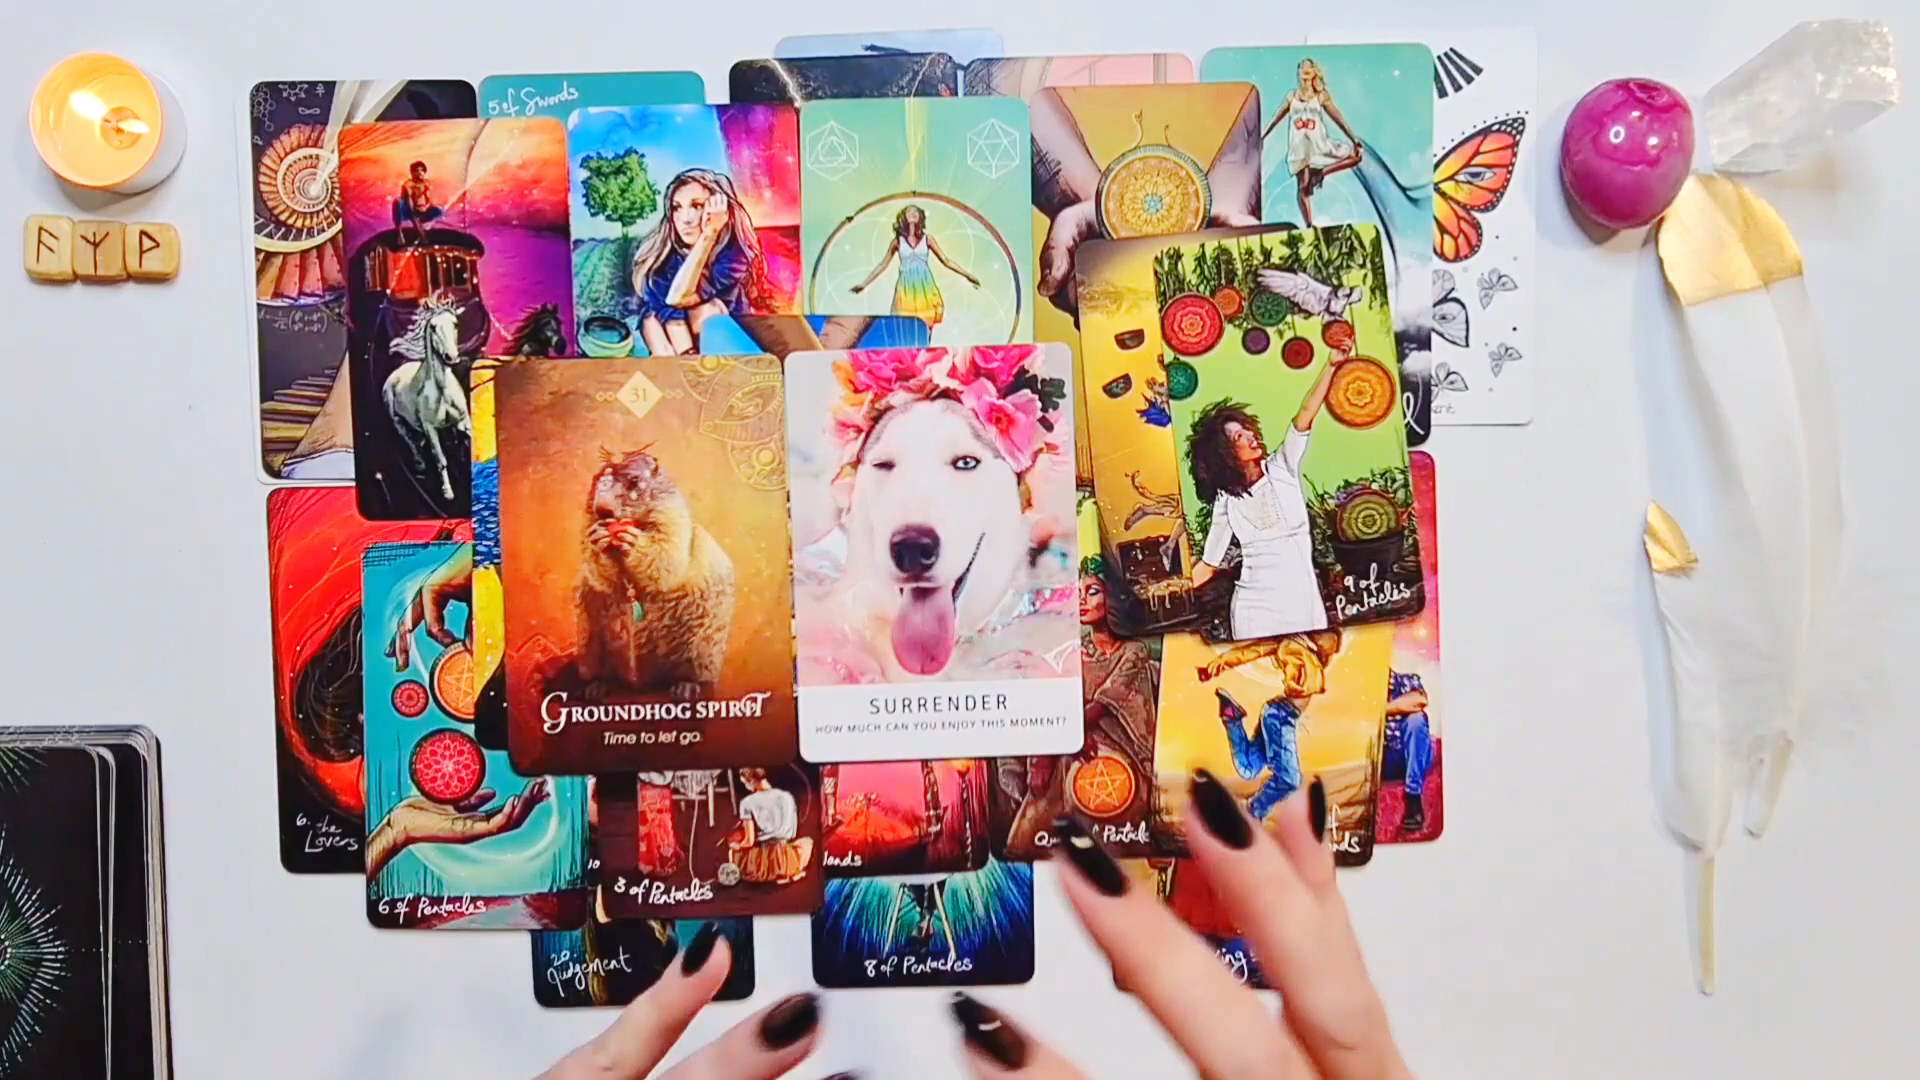 5 of Swords
31
GROUNDHOG SPIRIT
Time to let go.
SURRENDER
HOW MUCH CAN YOU ENJOY THIS MOMENT?
9 of
Pentacles
6. the
Lovers
6 of Pentacles
3 of Pentacles
20.
Judgement
8 of Pentacles